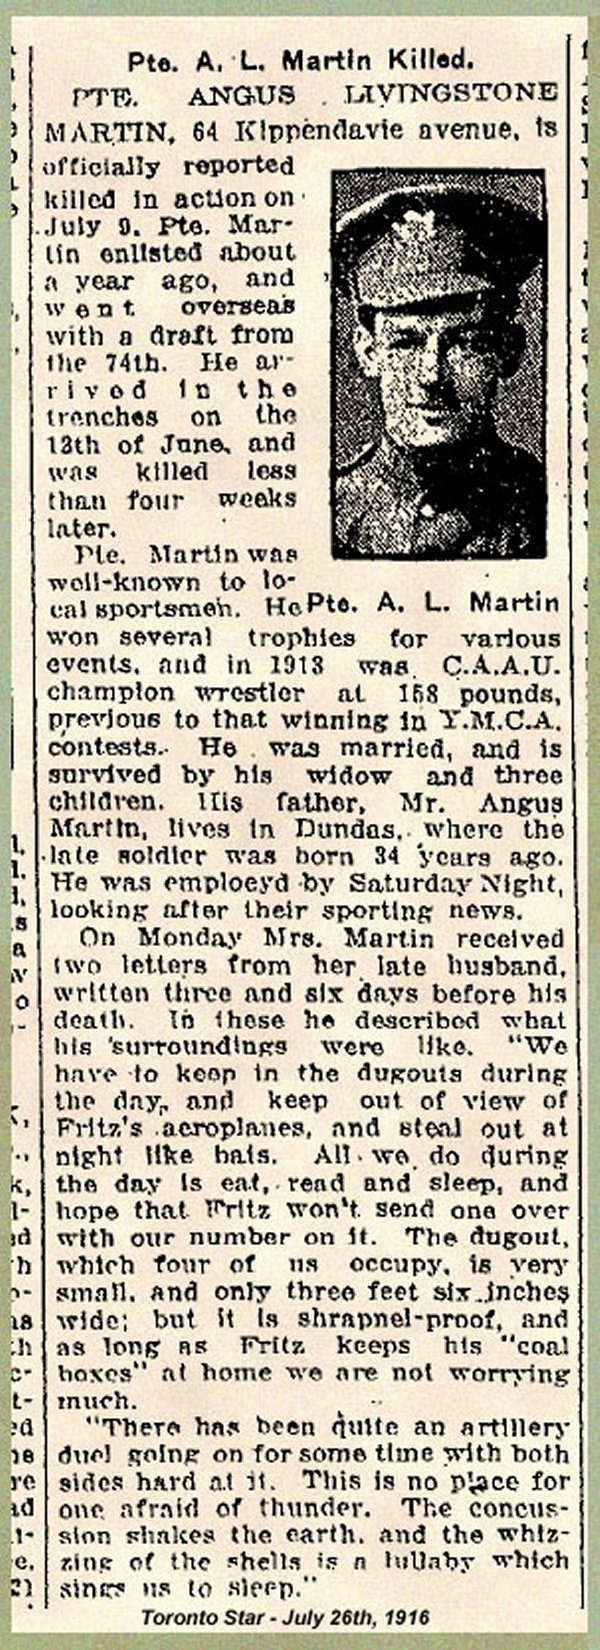 Pte. A. L. Martin Killed.
PTE. ANGUS LIVINGSTONE
MARTIN, 64 Kippendavie avenue, is
officially reported
killed in action on
July 9. Pte. Mar-
tin enlisted about
a year ago, and
went overseas
with a draft from
the 74th. He ar-
rived in the
trenches on the
13th of June, and
was killed less
than four weeks
later.
Pte. Martin was
well-known to lo-
cal sportsmen. He
Pte. A. L. Martin
won several trophies for various
events, and in 1913 was C.A.A.U.
champion wrestler at 158 pounds,
previous to that winning in Y.M.C.A.
contests. He was married, and is
survived by his widow and three
children. His father, Mr. Angus
Martin, lives in Dundas, where the
late soldier was born 34 years ago.
He was emploeyd by Saturday Night,
looking after their sporting news.
On Monday Mrs. Martin received
two letters from her late husband,
written three and six days before his
death. In these he described what
his surroundings were like. "We
have to keep in the dugouts during
the day, and keep out of view of
Fritz's aeroplanes, and steal out at
night like bats. All we do during
the day is eat, read and sleep, and
hope that Fritz won't send one over
with our number on it. The dugout,
which four of us occupy, is very
small, and only three feet six inches
wide; but it is shrapnel-proof, and
as long as Fritz keeps his "coal
boxes" at home we are not worrying
much.
"There has been quite an artillery
duel going on for some time with both
sides hard at it. This is no place for
one afraid of thunder. The concus-
sion shakes the earth, and the whiz-
zing of the shells is a lullaby which
sings us to sleep."
Toronto Star - July 26th, 1916